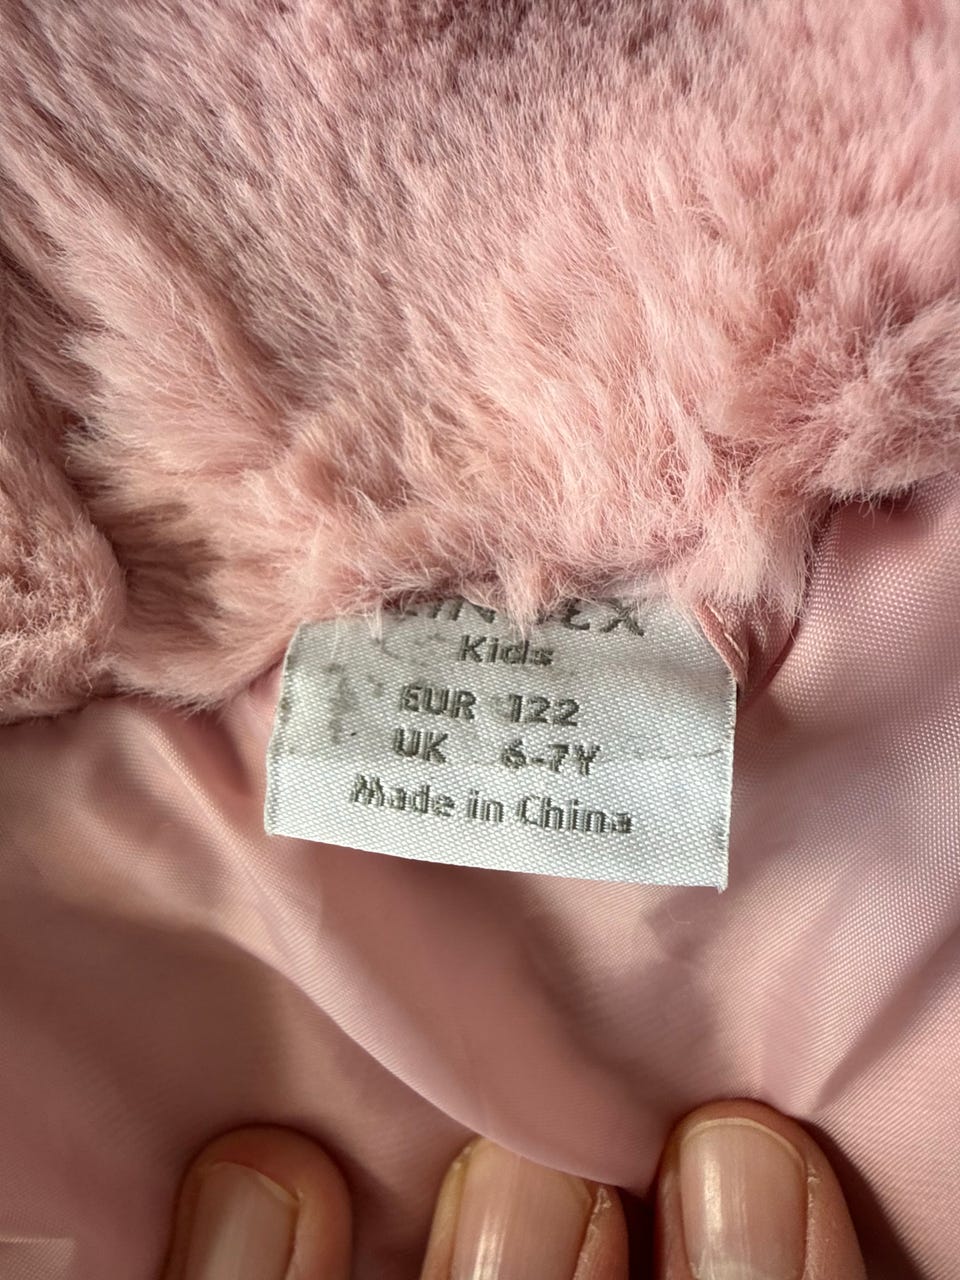 Kids
EUR 122
UK 6-7Y
Made in China